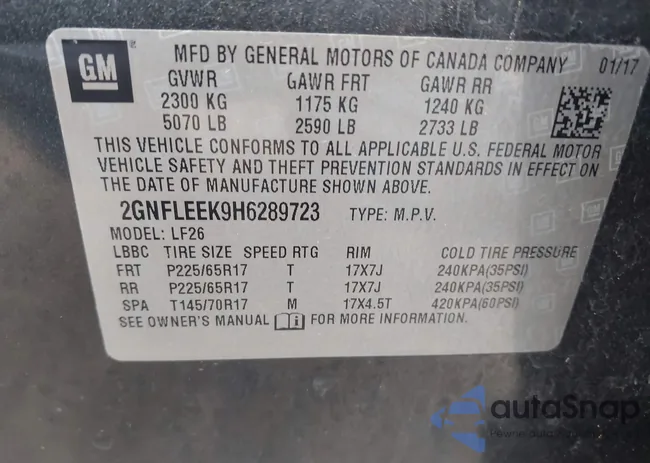 GM
MFD BY GENERAL MOTORS OF CANADA COMPANY 01/17
GVWR GAWR FRT GAWR RR
2300 KG 1175 KG 1240 KG
5070 LB 2590 LB 2733 LB
THIS VEHICLE CONFORMS TO ALL APPLICABLE U.S. FEDERAL MOTOR
VEHICLE SAFETY AND THEFT PREVENTION STANDARDS IN EFFECT ON
THE DATE OF MANUFACTURE SHOWN ABOVE.
2GNFLEEK9H6289723 TYPE: M.P.V.
MODEL: LF26
LBBC TIRE SIZE SPEED RTG RIM COLD TIRE PRESSURE
FRT P225/65R17 T 17X7J 240KPA(35PSI)
RR P225/65R17 T 17X7J 240KPA(35PSI)
SPA T145/70R17 M 17X4.5T 420KPA(60PSI)
SEE OWNER'S MANUAL FOR MORE INFORMATION.
autaSnap
Pewne auto